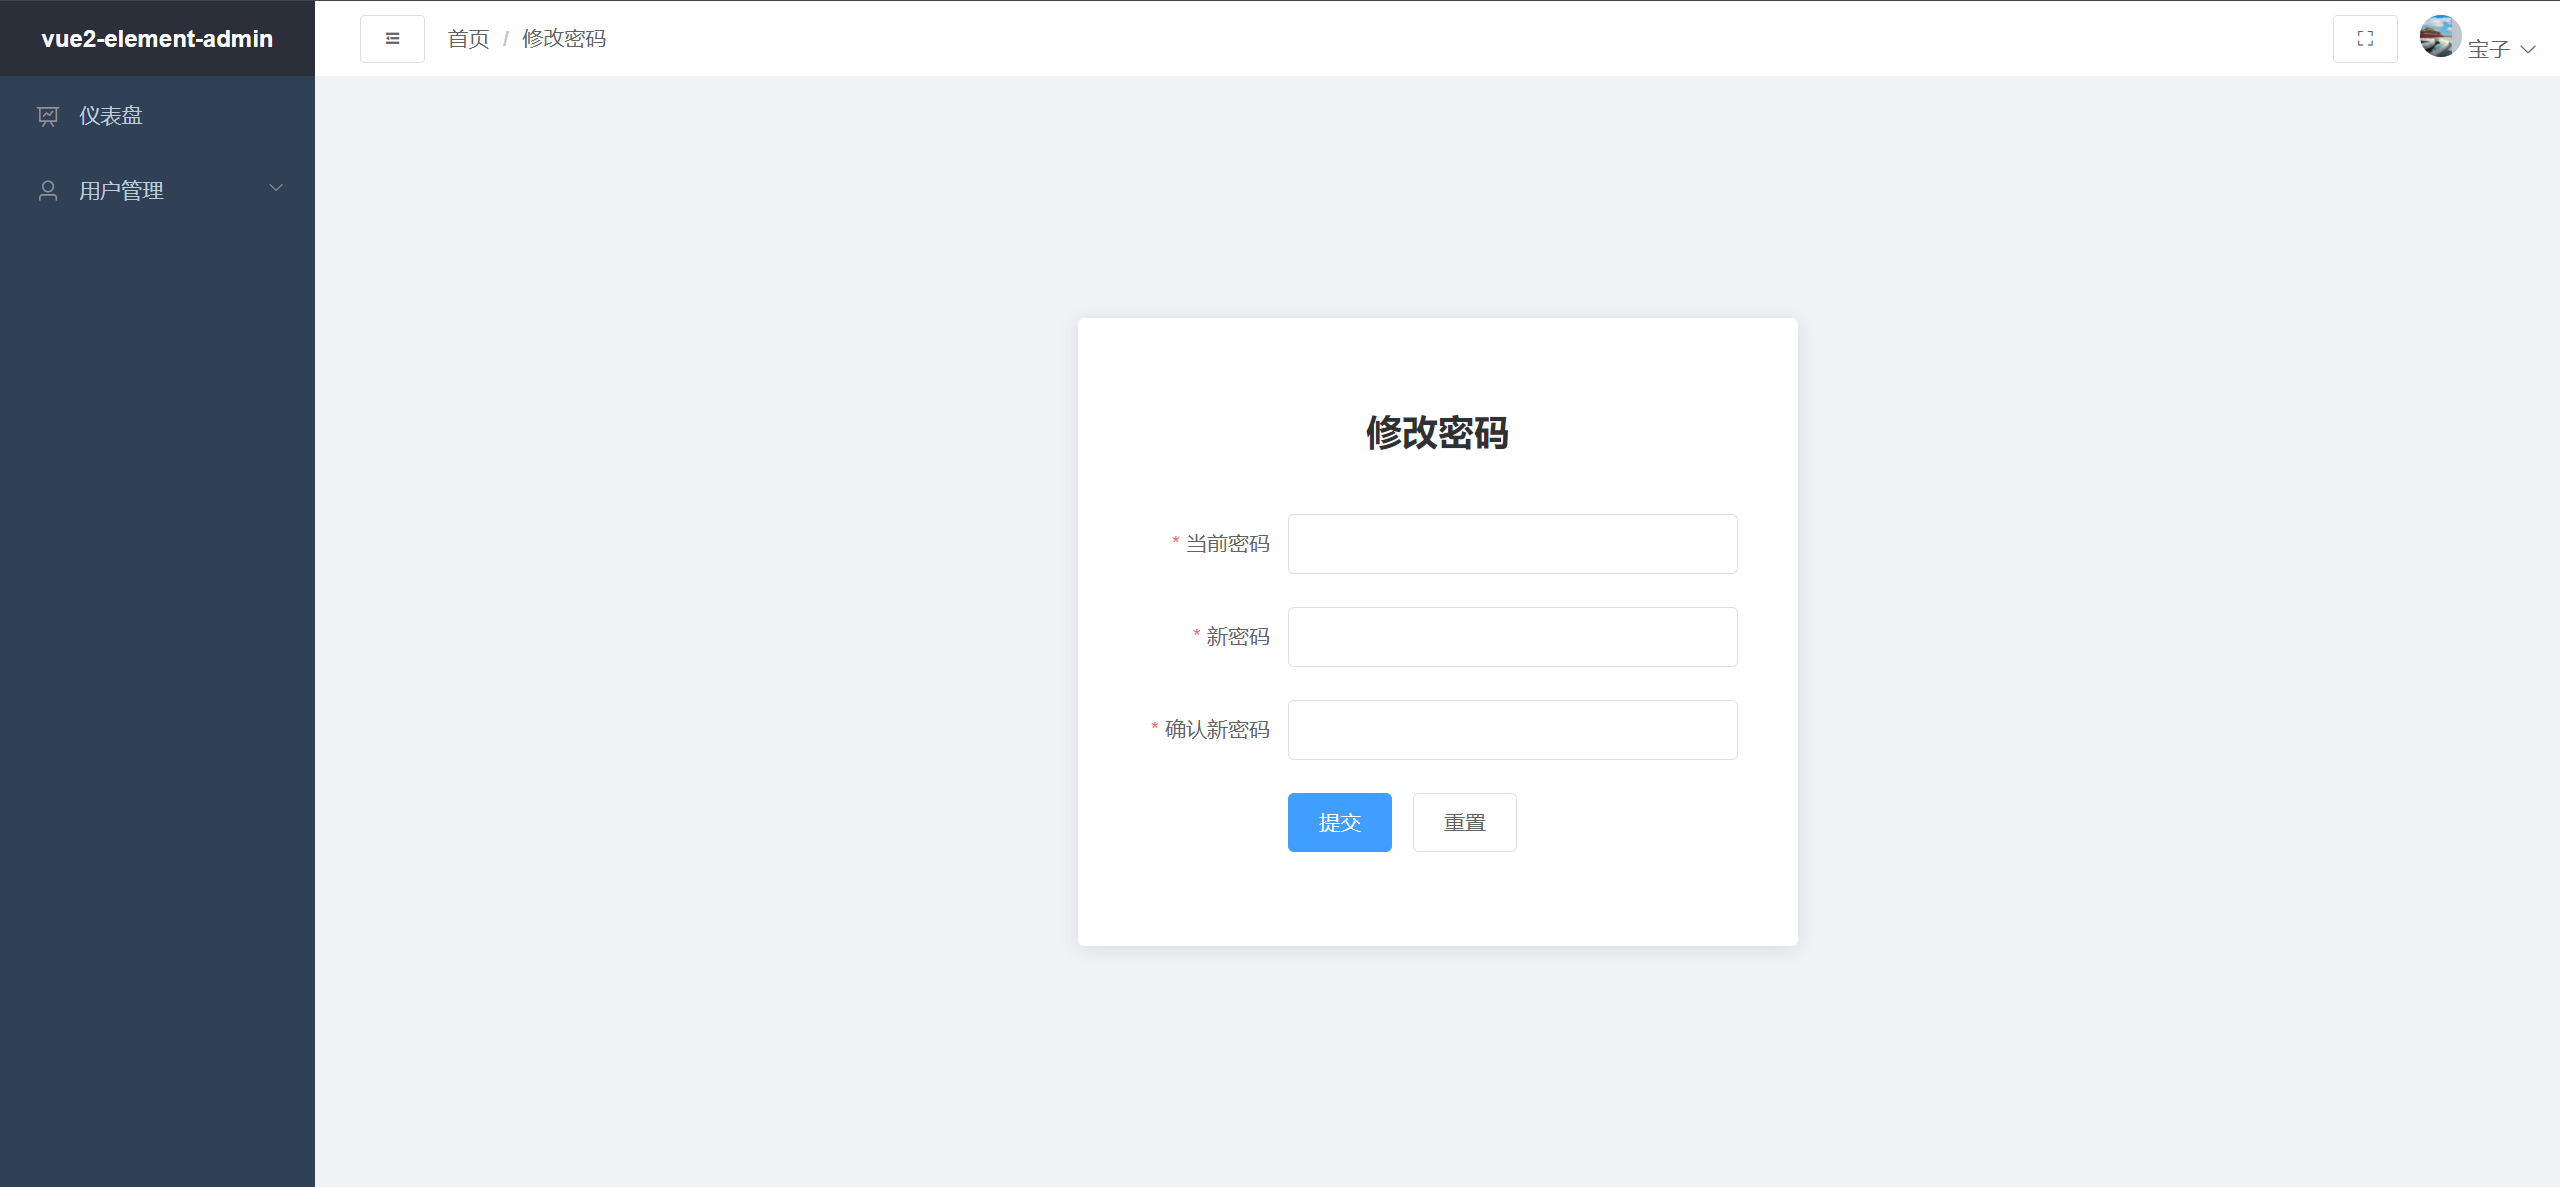 vue2-element-admin
首页 / 修改密码
宝子
仪表盘
用户管理
修改密码
* 当前密码
* 新密码
* 确认新密码
提交 重置